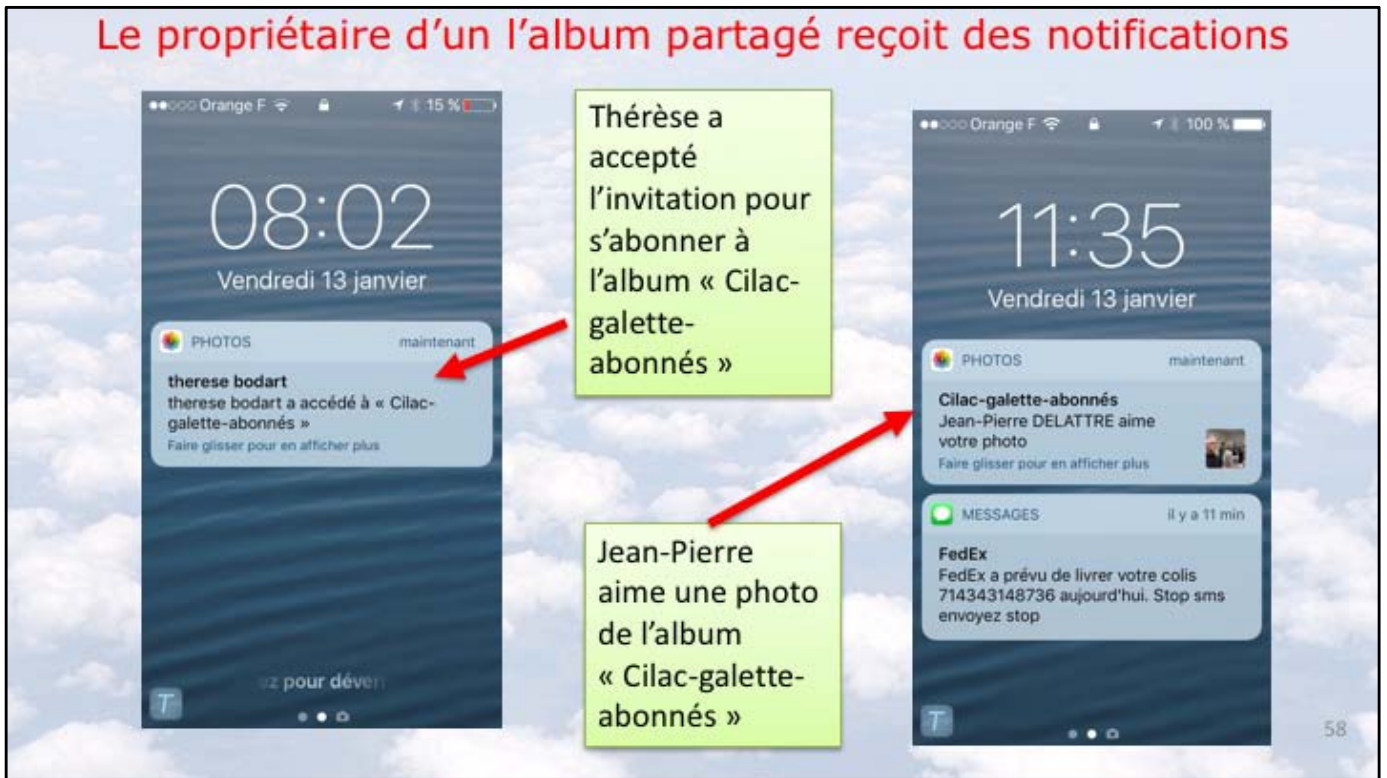 Le propriétaire d’un l’album partagé reçoit des notifications
Orange F 15 %
08:02
Vendredi 13 janvier
PHOTOS maintenant
therese bodart
therese bodart a accédé à « Cilac-
galette-abonnés »
Faire glisser pour en afficher plus
ez pour déver
T
Thérèse a
accepté
l’invitation pour
s’abonner à
l’album « Cilac-
galette-
abonnés »
Jean-Pierre
aime une photo
de l’album
« Cilac-galette-
abonnés »
Orange F 100 %
11:35
Vendredi 13 janvier
PHOTOS maintenant
Cilac-galette-abonnés
Jean-Pierre DELATTRE aime
votre photo
Faire glisser pour en afficher plus
MESSAGES il y a 11 min
FedEx
FedEx a prévu de livrer votre colis
714343148736 aujourd'hui. Stop sms
envoyez stop
T
58